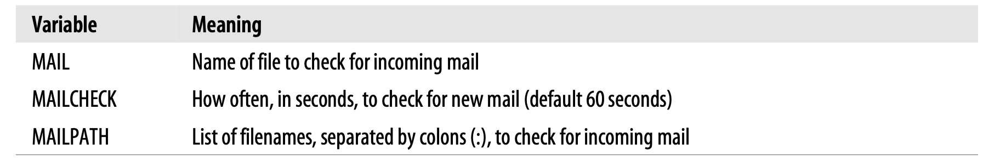 Variable Meaning
MAIL Name of file to check for incoming mail
MAILCHECK How often, in seconds, to check for new mail (default 60 seconds)
MAILPATH List of filenames, separated by colons (:), to check for incoming mail